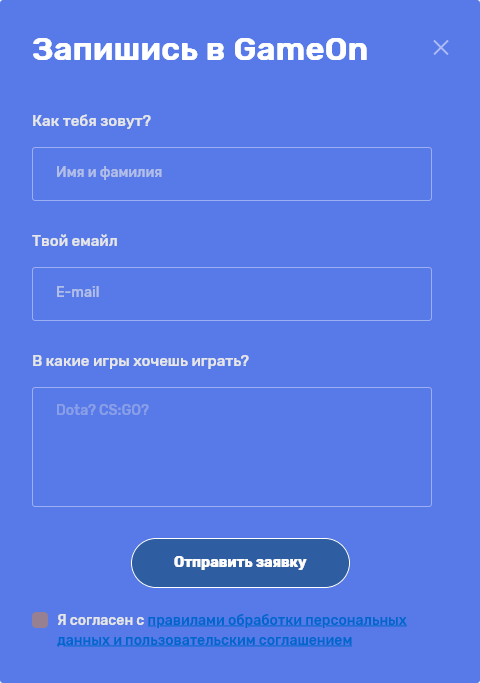 Запишись в GameOn
Как тебя зовут?
Имя и фамилия
Твой емайл
E-mail
В какие игры хочешь играть?
Dota? CS:GO?
Отправить заявку
Я согласен с правилами обработки персональных
данных и пользовательским соглашением